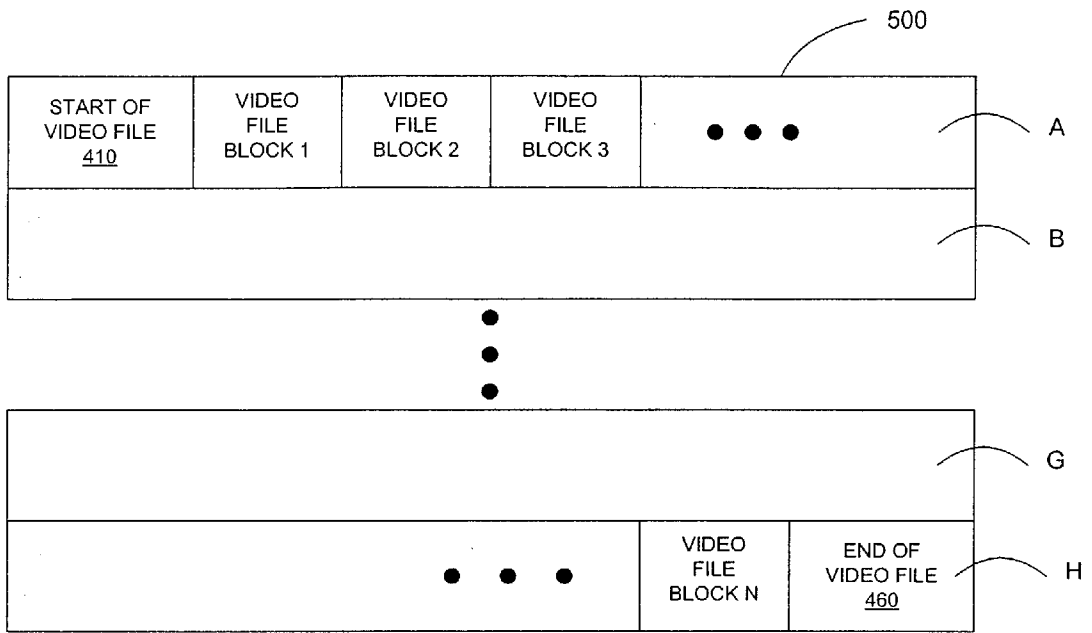 500
START OF
VIDEO FILE
410
VIDEO
FILE
BLOCK 1
VIDEO
FILE
BLOCK 2
VIDEO
FILE
BLOCK 3
A
B
G
VIDEO
FILE
BLOCK N
END OF
VIDEO FILE
460
H